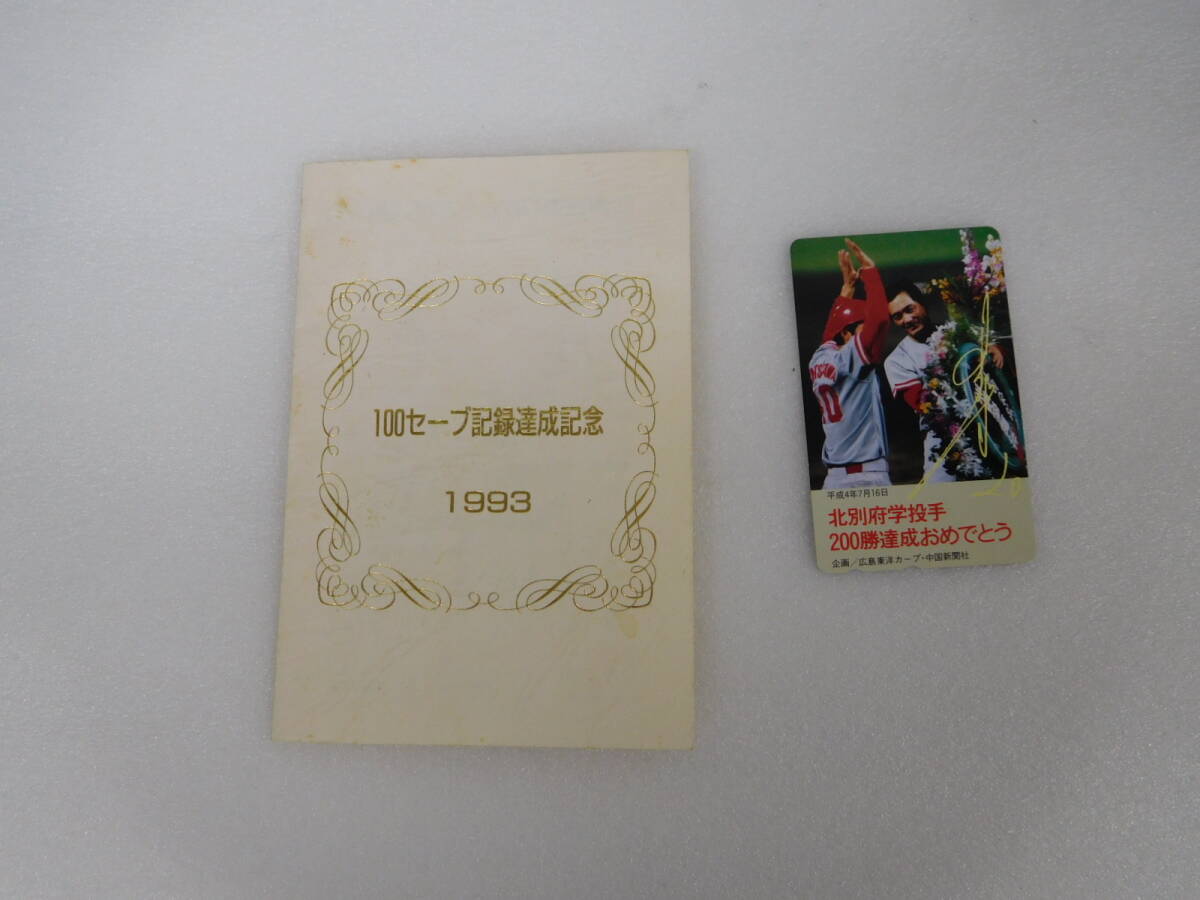 100セーブ記録達成記念
1993
平成4年7月16日
北別府学投手
200勝達成おめでとう
企画/広島東洋カープ・中国新聞社
20